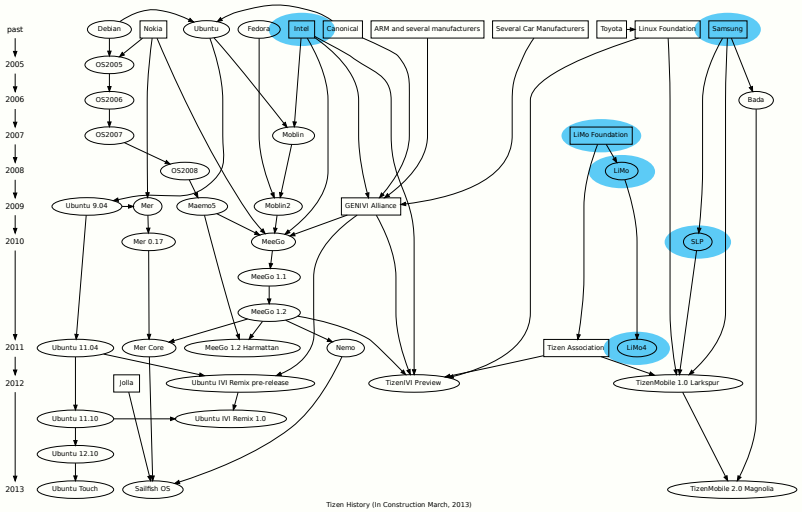 past Debian Nokia Ubuntu Fedora Intel Canonical ARM and several manufacturers Several Car Manufacturers Toyota Linux Foundation Samsung
2005 OS2005
2006 OS2006 Bada
2007 OS2007 Moblin LiMo Foundation
2008 OS2008 LiMo
2009 Ubuntu 9.04 Mer Maemo5 Moblin2 GENIVI Alliance
2010 Mer 0.17 MeeGo SLP
MeeGo 1.1
MeeGo 1.2
2011 Ubuntu 11.04 Mer Core MeeGo 1.2 Harmattan Nemo Tizen Association LiMo4
2012 Jolla Ubuntu IVI Remix pre-release TizenIVI Preview TizenMobile 1.0 Larkspur
Ubuntu 11.10 Ubuntu IVI Remix 1.0
Ubuntu 12.10
2013 Ubuntu Touch Sailfish OS TizenMobile 2.0 Magnolia
Tizen History (In Construction March, 2013)